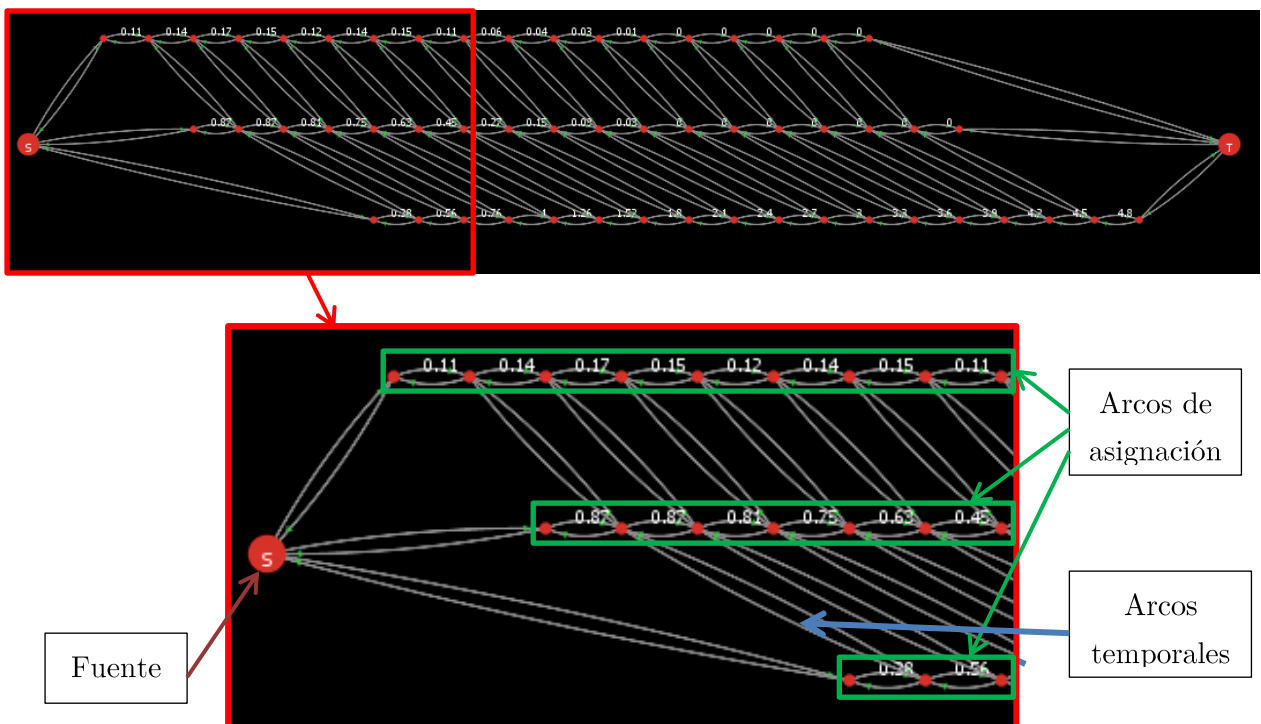 0.11 0.14 0.17 0.15 0.12 0.14 0.15 0.11 0.06 0.04 0.03 0.01 0 0 0 0 0
0.87 0.87 0.81 0.75 0.63 0.45 0.27 0.15 0.03 0.03 0 0 0 0 0 0 0
S
T
0.38 0.56 0.76 1 1.26 1.52 1.8 2.1 2.4 2.7 3 3.3 3.6 3.9 4.2 4.5 4.8
0.11 0.14 0.17 0.15 0.12 0.14 0.15 0.11
Arcos de
asignación
0.87 0.87 0.81 0.75 0.63 0.45
S
Arcos
temporales
Fuente
0.38 0.56